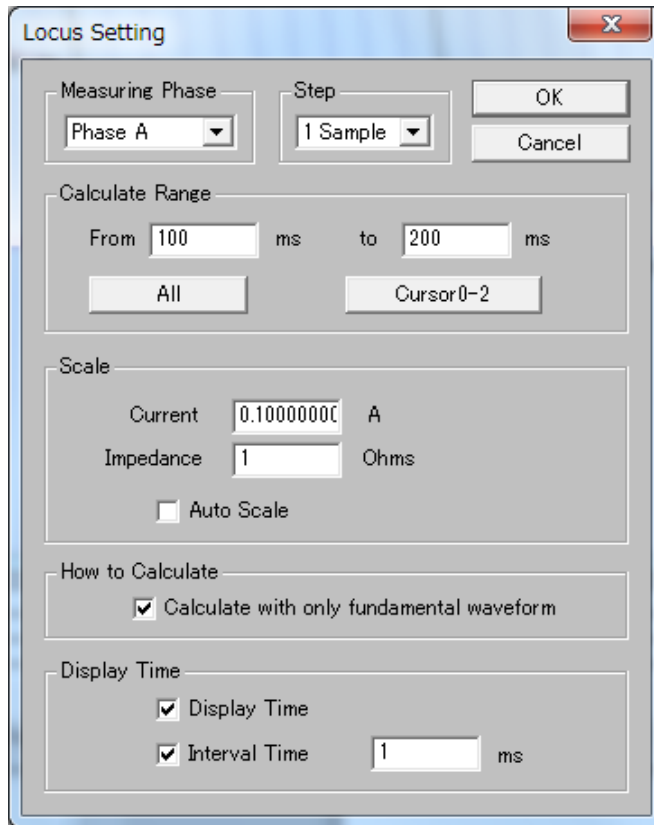 Locus Setting
Measuring Phase
Step
Phase A
1 Sample
OK
Cancel
Calculate Range
From 100 ms to 200 ms
All
Cursor0-2
Scale
Current 0.1000000 A
Impedance 1 Ohms
Auto Scale
How to Calculate
Calculate with only fundamental waveform
Display Time
Display Time
Interval Time 1 ms